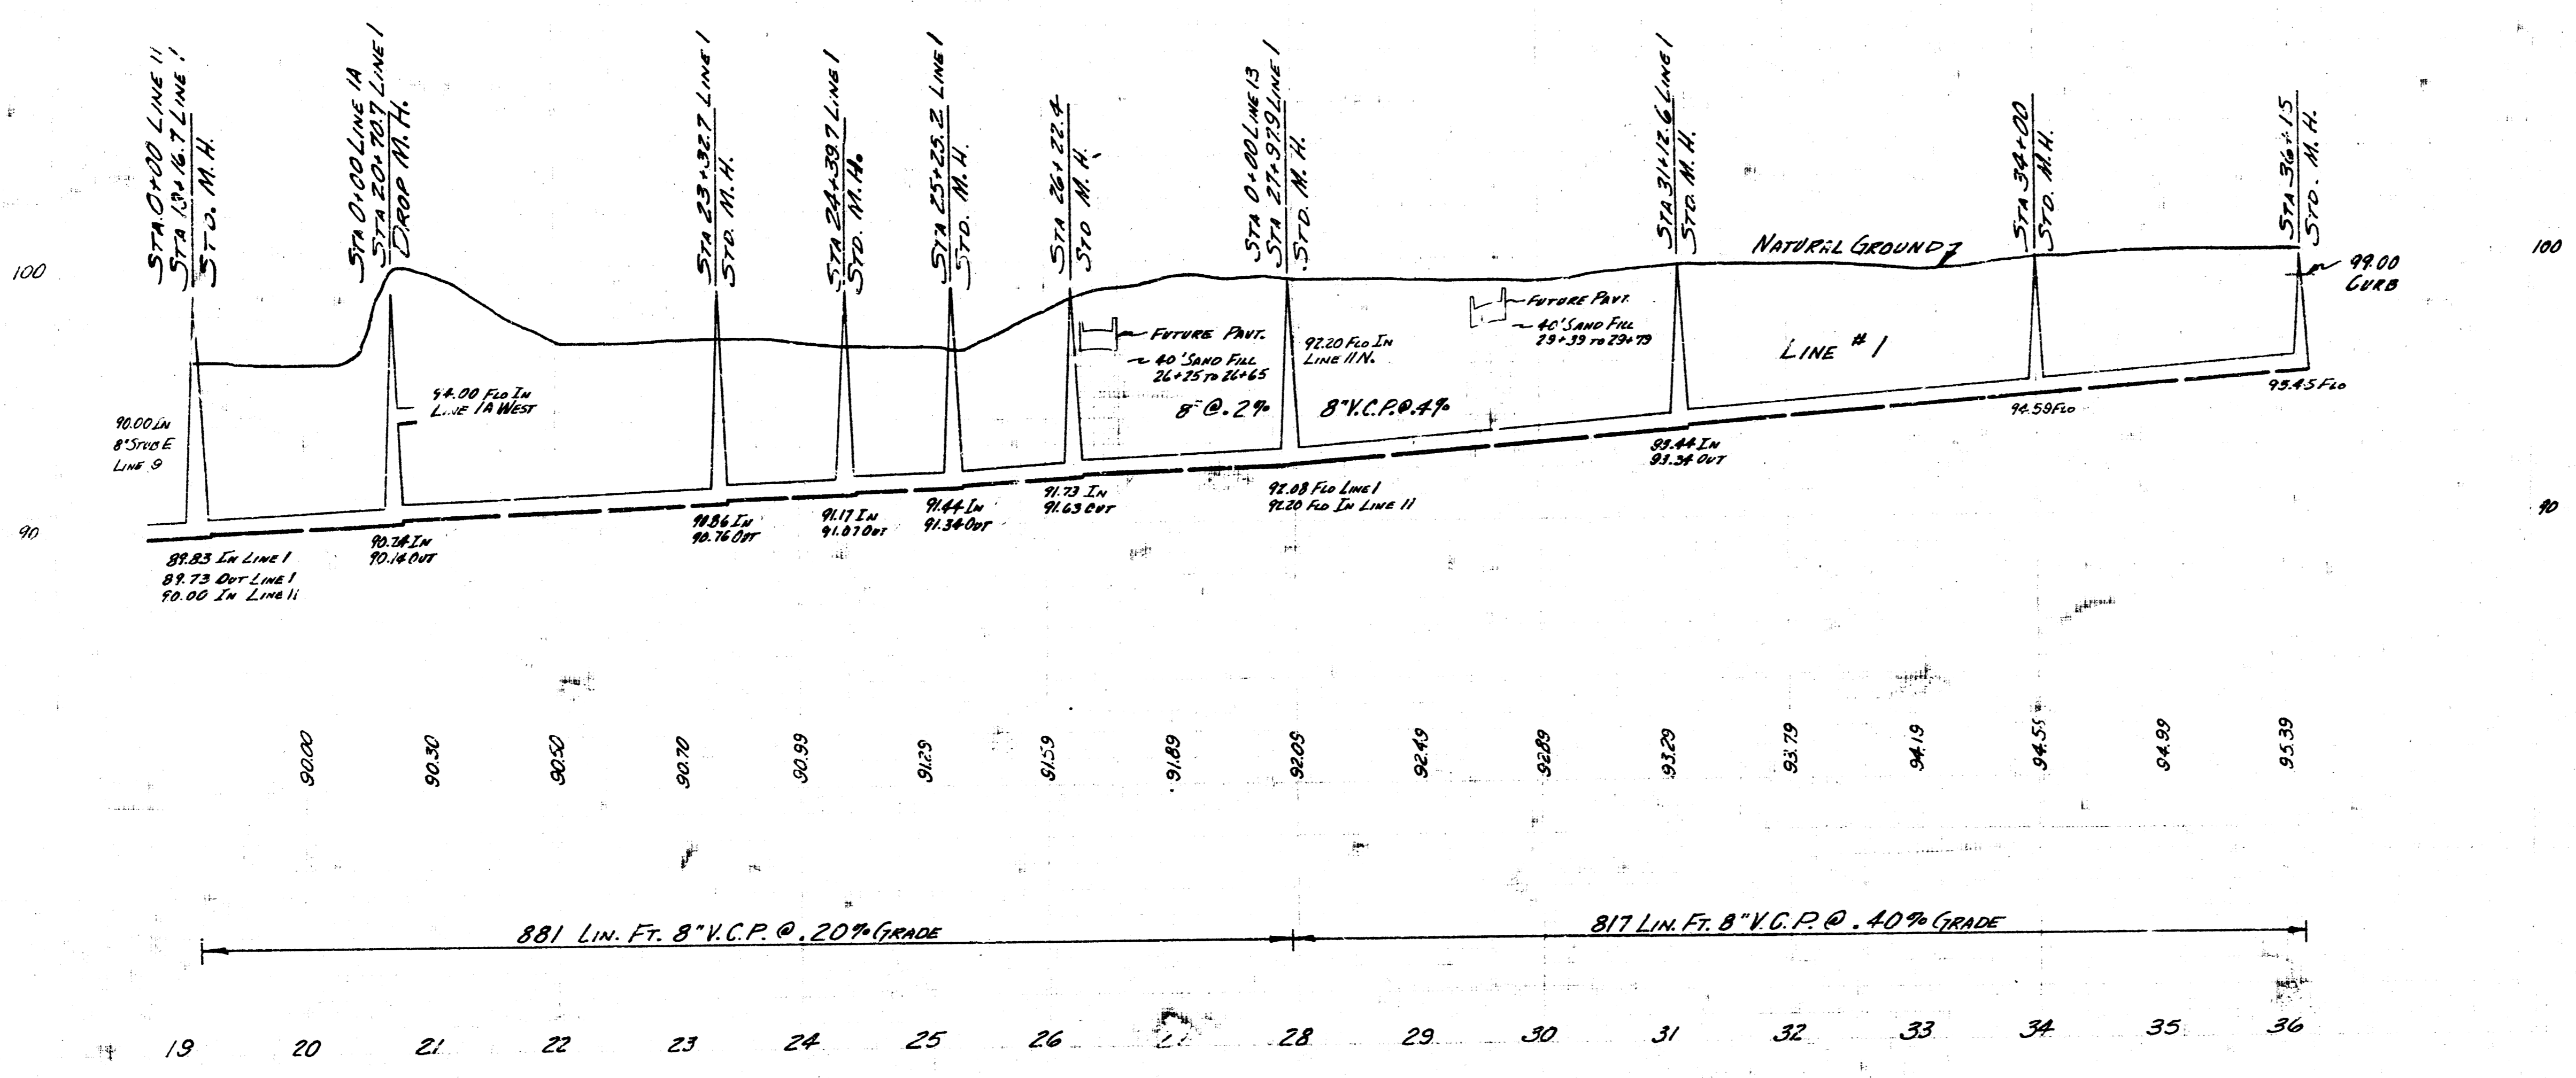 STA. 0+00 LINE 11
STA 13+16.7 LINE 1
STD. M.H.
STA 0+00 LINE 1A
STA 20+70.7 LINE 1
DROP M.H.
STA 23+32.7 LINE 1
STD. M.H.
STA 24+39.7 LINE 1
STD. M.H.
STA 25+25.2 LINE 1
STD. M.H.
STA 26+22.4
STD M.H.
STA 0+00 LINE 13
STA 27+97.9 LINE 1
STD. M.H.
STA 31+12.6 LINE 1
STD. M.H.
STA 34+00
STD. M.H.
STA 36+15
STD. M.H.
100
NATURAL GROUND
100
99.00
CURB
FUTURE PAVT.
40' SAND FILL
26+25 TO 26+65
92.20 FLO IN
LINE 11 N.
FUTURE PAVT.
40' SAND FILL
29+39 TO 29+79
LINE #1
94.00 FLO IN
LINE 1A WEST
8" @ .2%
8" V.C.P. @ .4%
90.00 IN
8" STUB E
LINE 9
95.45 FLO
94.59 FLO
93.44 IN
93.34 OUT
90
90
89.83 IN LINE 1
89.73 OUT LINE 1
90.00 IN LINE 11
90.24 IN
90.14 OUT
90.86 IN
90.76 OUT
91.17 IN
91.07 OUT
91.44 IN
91.34 OUT
91.73 IN
91.63 OUT
92.08 FLO LINE 1
92.20 FLO IN LINE 11
90.00 90.30 90.50 90.70 90.99 91.29 91.59 91.89 92.09 92.49 92.89 93.29 93.79 94.19 94.59 94.99 95.39
881 LIN. FT. 8" V.C.P. @ .20% GRADE
817 LIN. FT. 8" V.C.P. @ .40% GRADE
19 20 21 22 23 24 25 26 27 28 29 30 31 32 33 34 35 36